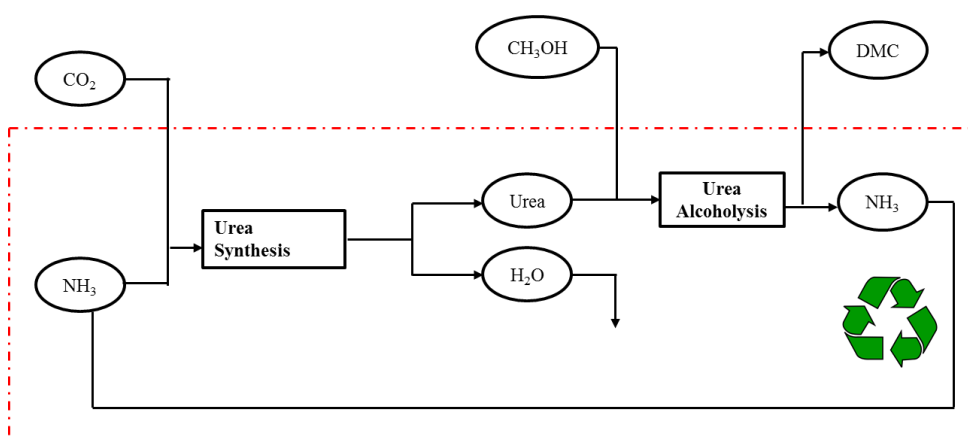 CO₂
CH₃OH
DMC
Urea
Synthesis
Urea
H₂O
Urea
Alcoholysis
NH₃
NH₃